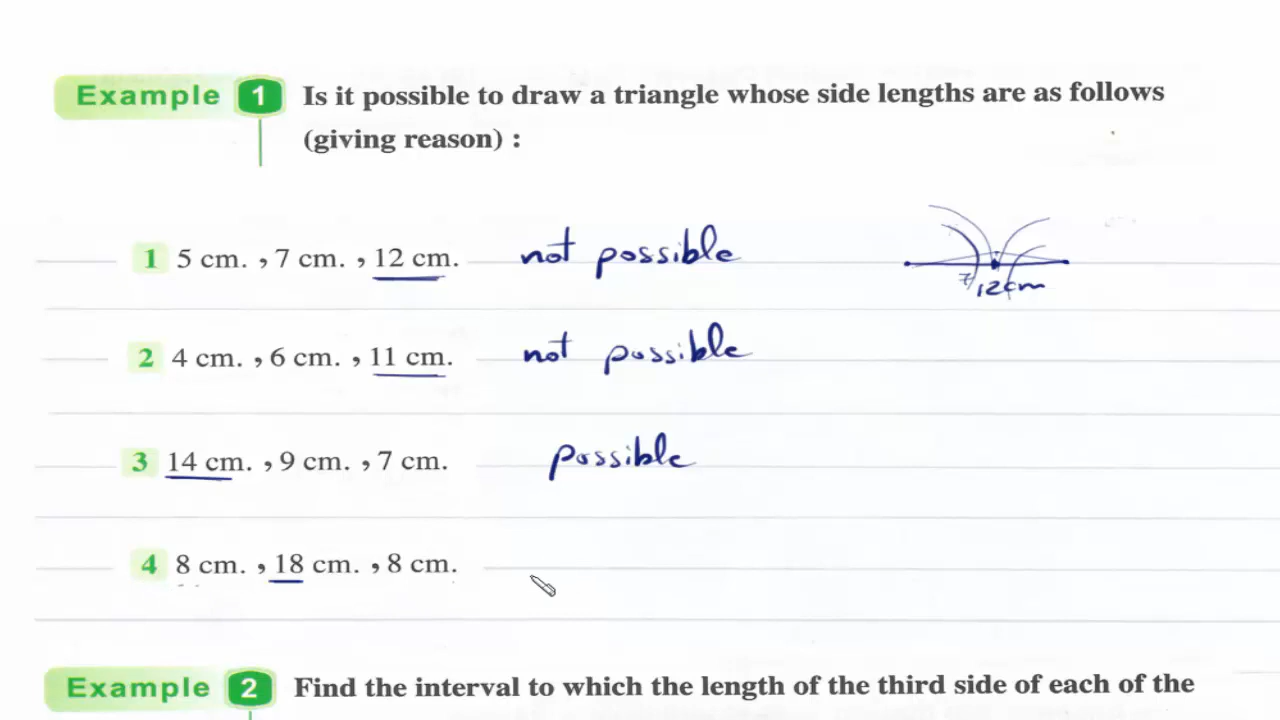 Example 1 Is it possible to draw a triangle whose side lengths are as follows
(giving reason) :
1 5 cm. , 7 cm. , 12 cm. not possible
7 12cm
2 4 cm. , 6 cm. , 11 cm. not possible
3 14 cm. , 9 cm. , 7 cm. possible
4 8 cm. , 18 cm. , 8 cm.
Example 2 Find the interval to which the length of the third side of each of the